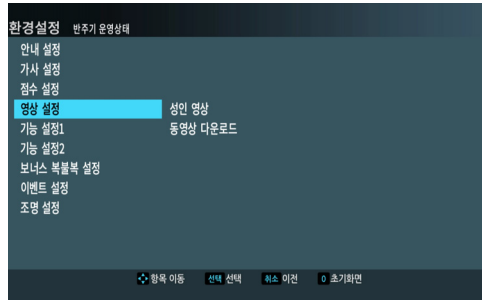 환경설정 반주기 운영상태
안내 설정
가사 설정
점수 설정
영상 설정 성인 영상
기능 설정1 동영상 다운로드
기능 설정2
보너스 복불복 설정
이벤트 설정
조명 설정
항목 이동 선택 선택 취소 이전 0 초기화면